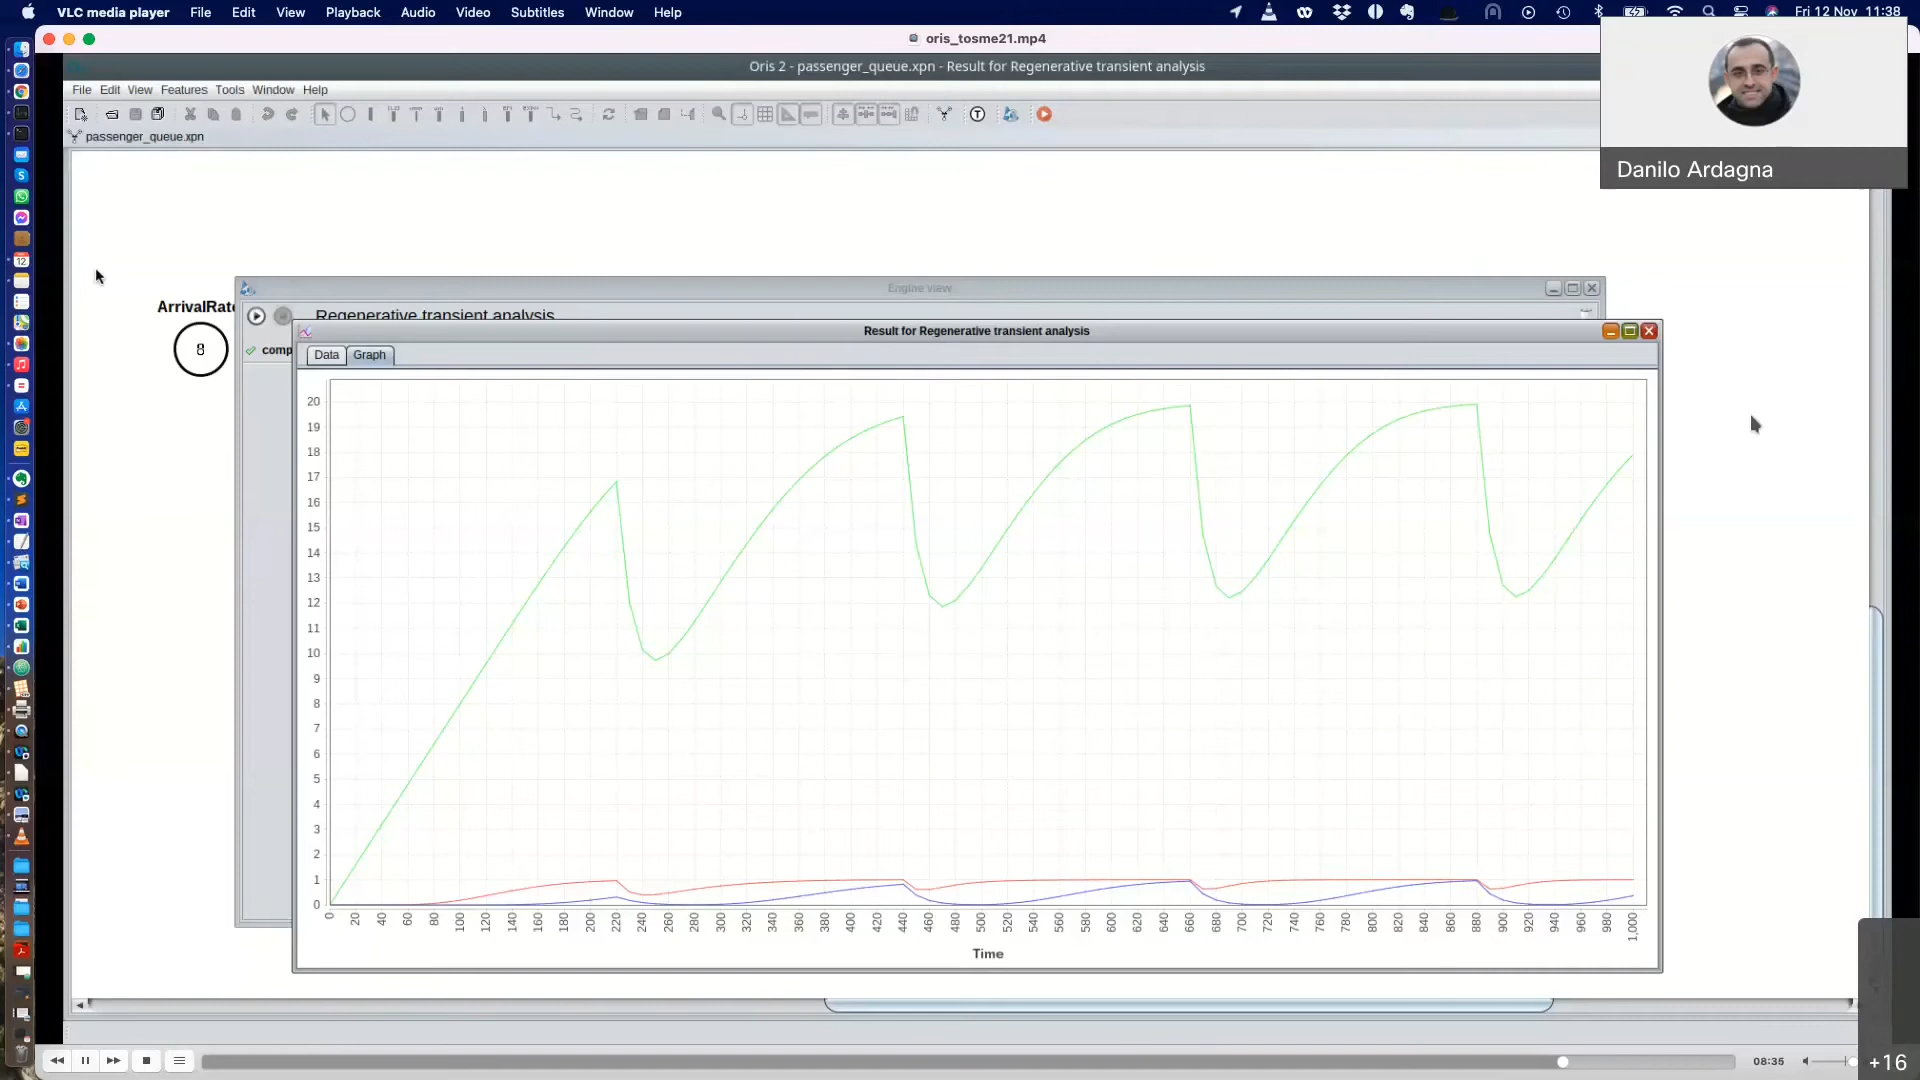 VLC media player File Edit View Playback Audio Video Subtitles Window Help Fri 12 Nov 11:38
oris_tosme21.mp4
Oris 2 - passenger_queue.xpn - Result for Regenerative transient analysis
File Edit View Features Tools Window Help
passenger_queue.xpn
Danilo Ardagna
Engine view
ArrivalRate
8
Regenerative transient analysis
Result for Regenerative transient analysis
comp
Data Graph
20
19
18
17
16
15
14
13
12
11
10
9
8
7
6
5
4
3
2
1
0
0 20 40 60 80 100 120 140 160 180 200 220 240 260 280 300 320 340 360 380 400 420 440 460 480 500 520 540 560 580 600 620 640 660 680 700 720 740 760 780 800 820 840 860 880 900 920 940 960 980 1,000
Time
08:35
+16